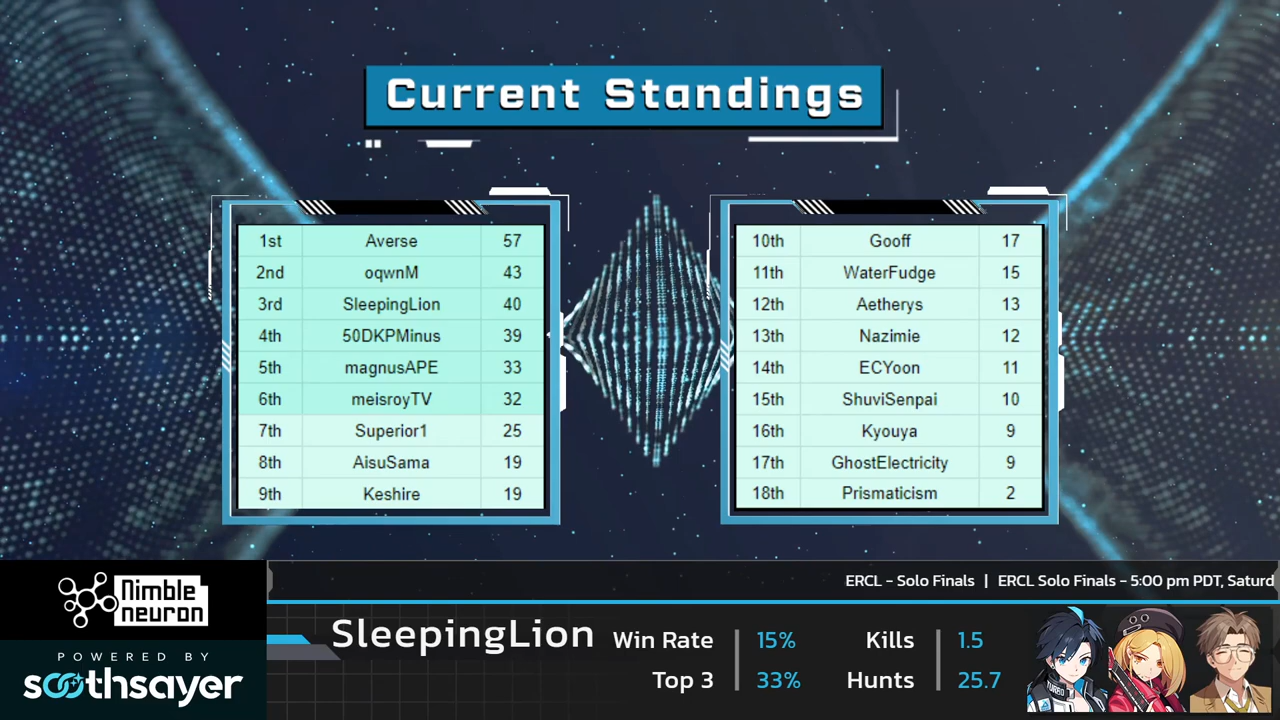 Current Standings
1st Averse 57
2nd oqwnM 43
3rd SleepingLion 40
4th 50DKPMinus 39
5th magnusAPE 33
6th meisroyTV 32
7th Superior1 25
8th AisuSama 19
9th Keshire 19
10th Gooff 17
11th WaterFudge 15
12th Aetherys 13
13th Nazimie 12
14th ECYoon 11
15th ShuviSenpai 10
16th Kyouya 9
17th GhostElectricity 9
18th Prismaticism 2
ERCL - Solo Finals | ERCL Solo Finals - 5:00 pm PDT, Saturd
Nimble
neuron
POWERED BY
soothsayer
SleepingLion
Win Rate 15% Kills 1.5
Top 3 33% Hunts 25.7